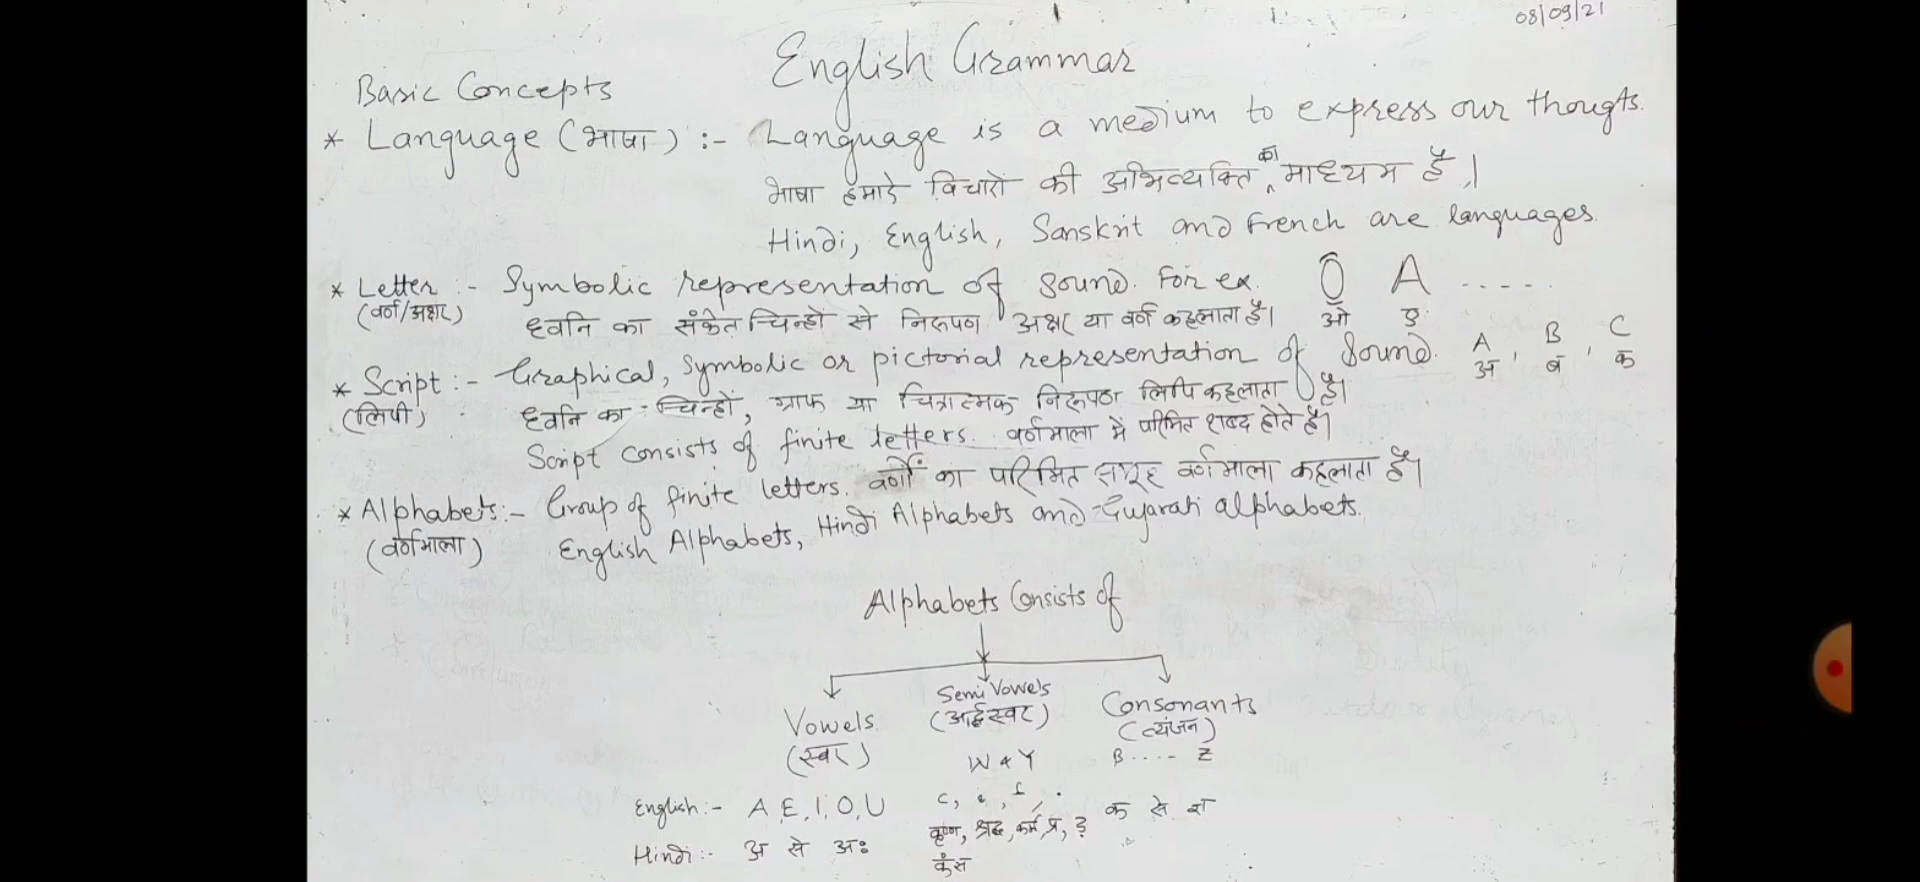 08/09/21
English Grammar
Basic Concepts
* Language (भाषा) :- Language is a medium to express our thougts.
भाषा हमारे विचारों की अभिव्यक्ति का माध्यम है।
Hindi, English, Sanskrit and French are languages.
* Letter :- Symbolic representation of sound. For ex. O A .....
(वर्ण/अक्षर) ध्वनि का संकेत चिन्हों से निरूपण अक्षर या वर्ण कहलाता है। ओ
* Script :- Graphical, Symbolic or pictorial representation of Sound. A, B, C
अ ब क
(लिपी) ध्वनि का चिन्हों, ग्राफ या चित्रात्मक निरूपण लिपि कहलाता है।
Script consists of finite letters. वर्णमाला में परिमित शब्द होते है।
* Alphabets :- Group of finite letters. वर्णों का परिमित समूह वर्णमाला कहलाता है।
(वर्णमाला) English Alphabets, Hindi Alphabets and Gujarati alphabets.
Alphabets Consists of
Vowels Semi Vowels Consonants
(स्वर) (अर्द्धस्वर) (व्यंजन)
W & Y B .... Z
English :- A, E, I, O, U
Hindi :- अ से अः कृष्ण, कर्म, प्र, कंस क से ज्ञ